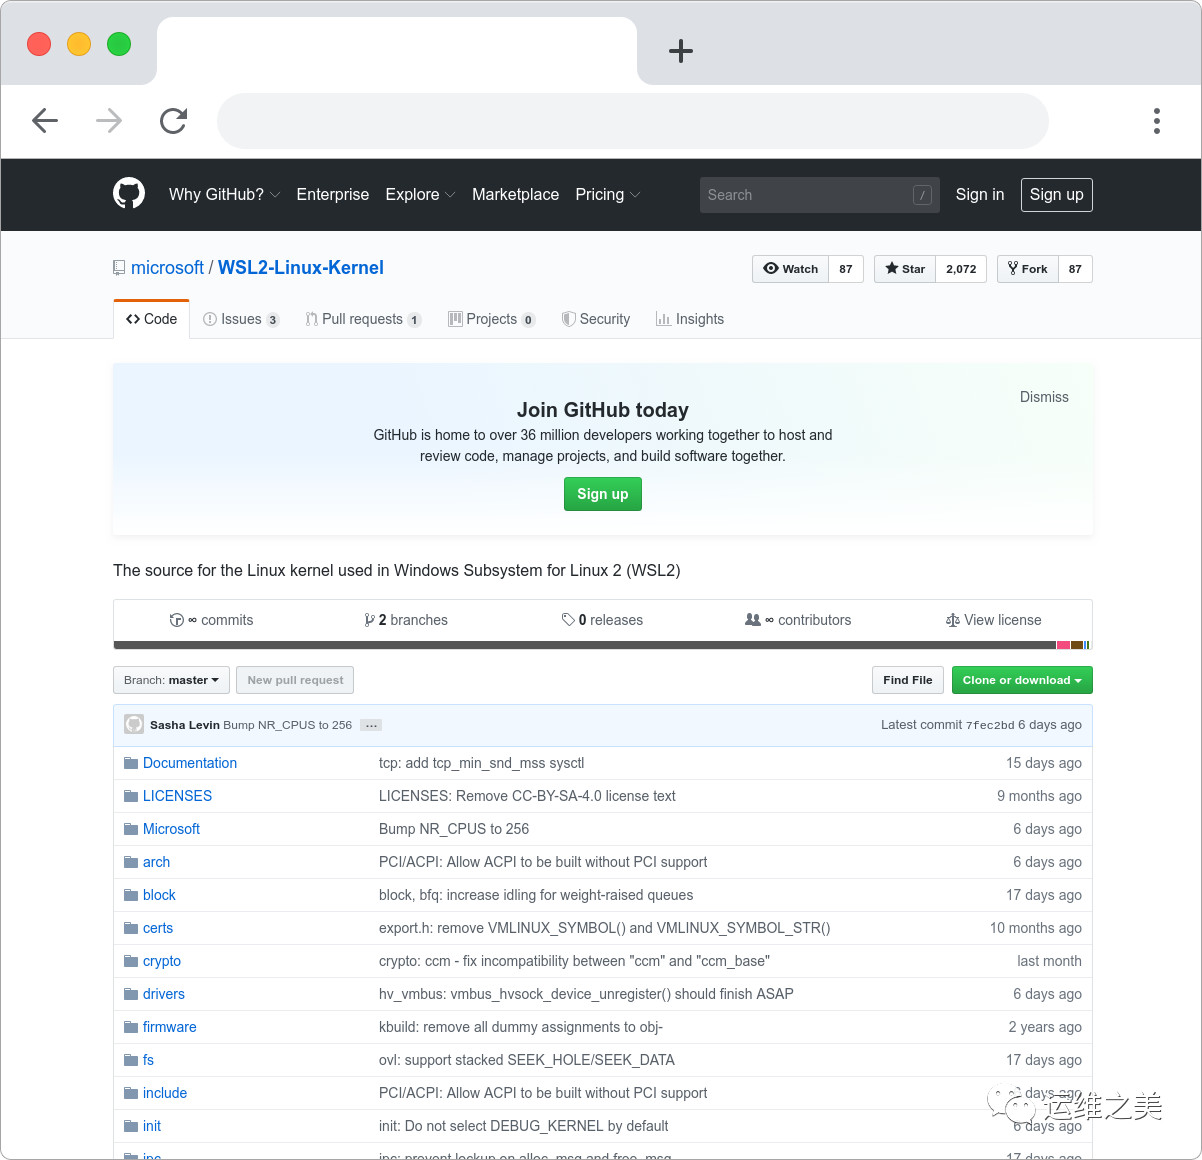 Why GitHub? Enterprise Explore Marketplace Pricing Search / Sign in Sign up
microsoft / WSL2-Linux-Kernel Watch 87 Star 2,072 Fork 87
Code Issues 3 Pull requests 1 Projects 0 Security Insights
Dismiss
Join GitHub today
GitHub is home to over 36 million developers working together to host and
review code, manage projects, and build software together.
Sign up
The source for the Linux kernel used in Windows Subsystem for Linux 2 (WSL2)
∞ commits 2 branches 0 releases ∞ contributors View license
Branch: master New pull request Find File Clone or download
Sasha Levin Bump NR_CPUS to 256 ... Latest commit 7fec2bd 6 days ago
Documentation tcp: add tcp_min_snd_mss sysctl 15 days ago
LICENSES LICENSES: Remove CC-BY-SA-4.0 license text 9 months ago
Microsoft Bump NR_CPUS to 256 6 days ago
arch PCI/ACPI: Allow ACPI to be built without PCI support 6 days ago
block block, bfq: increase idling for weight-raised queues 17 days ago
certs export.h: remove VMLINUX_SYMBOL() and VMLINUX_SYMBOL_STR() 10 months ago
crypto crypto: ccm - fix incompatibility between "ccm" and "ccm_base" last month
drivers hv_vmbus: vmbus_hvsock_device_unregister() should finish ASAP 6 days ago
firmware kbuild: remove all dummy assignments to obj- 2 years ago
fs ovl: support stacked SEEK_HOLE/SEEK_DATA 17 days ago
include PCI/ACPI: Allow ACPI to be built without PCI support days ago
运维之美
init init: Do not select DEBUG_KERNEL by default 6 days ago
ipc ipc: prevent lockup on alloc_msg and free_msg 17 days ago